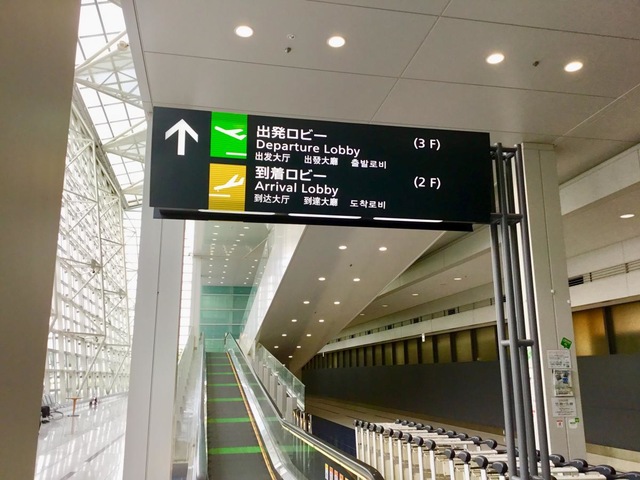 出発ロビー (3 F)
Departure Lobby
出发大厅 出發大廳 출발로비
到着ロビー (2 F)
Arrival Lobby
到达大厅 到達大廳 도착로비